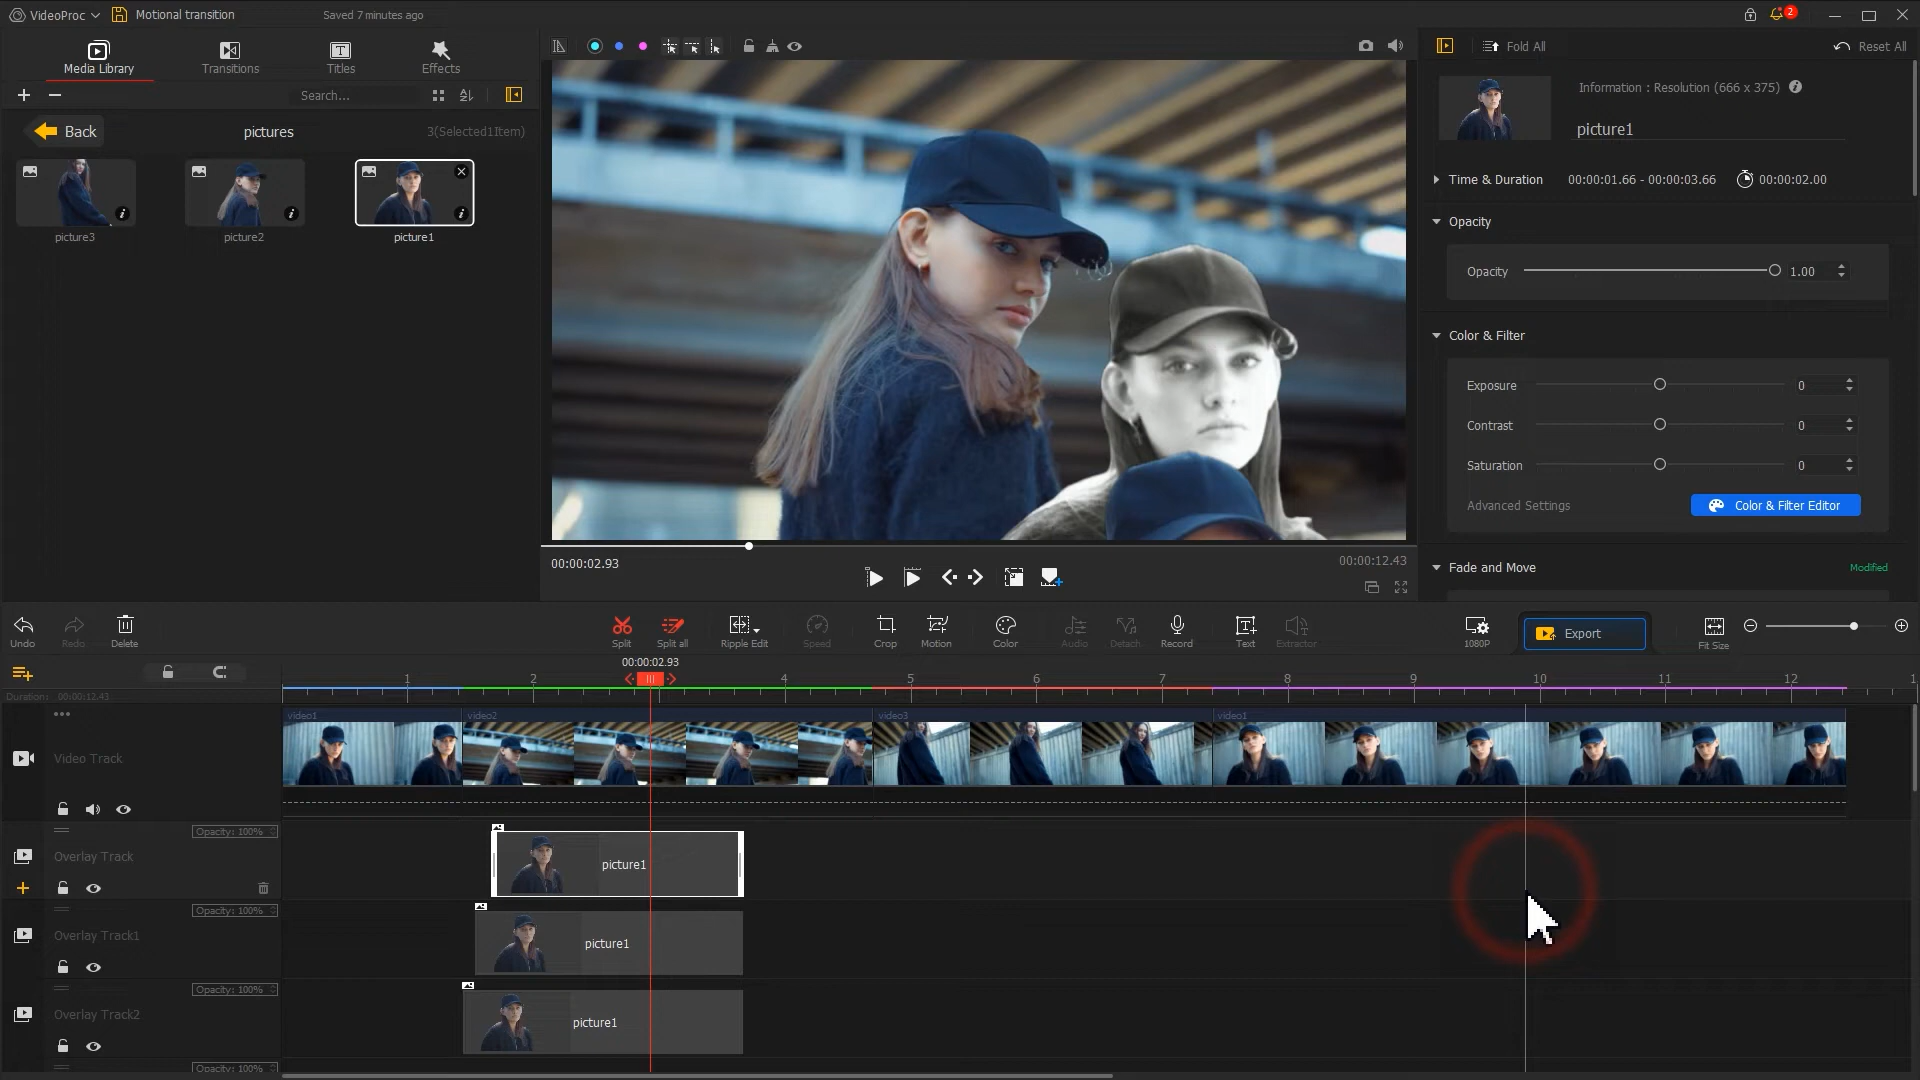 VideoProc
Motional transition
Saved 7 minutes ago
2
Media Library
Transitions
Titles
Effects
Search...
Back
pictures
3(Selected1Item)
picture3
picture2
picture1
00:00:02.93
00:00:12.43
Fold All
Reset All
Information : Resolution (666 x 375)
picture1
Time & Duration
00:00:01.66 - 00:00:03.66
00:00:02.00
Opacity
Opacity
1.00
Color & Filter
Exposure
0
Contrast
0
Saturation
0
Advanced Settings
Color & Filter Editor
Fade and Move
Modified
Undo
Redo
Delete
Split
Split all
Ripple Edit
Speed
Crop
Motion
Color
Audio
Detach
Record
Text
Extractor
1080P
Export
Fit Size
00:00:02.93
Duration: 00:00:12.43
1 2 4 5 6 7 8 9 10 11 12 1
video1
video2
video3
video1
Video Track
Opacity: 100%
Overlay Track
picture1
Opacity: 100%
Overlay Track1
picture1
Opacity: 100%
Overlay Track2
picture1
Opacity: 100%